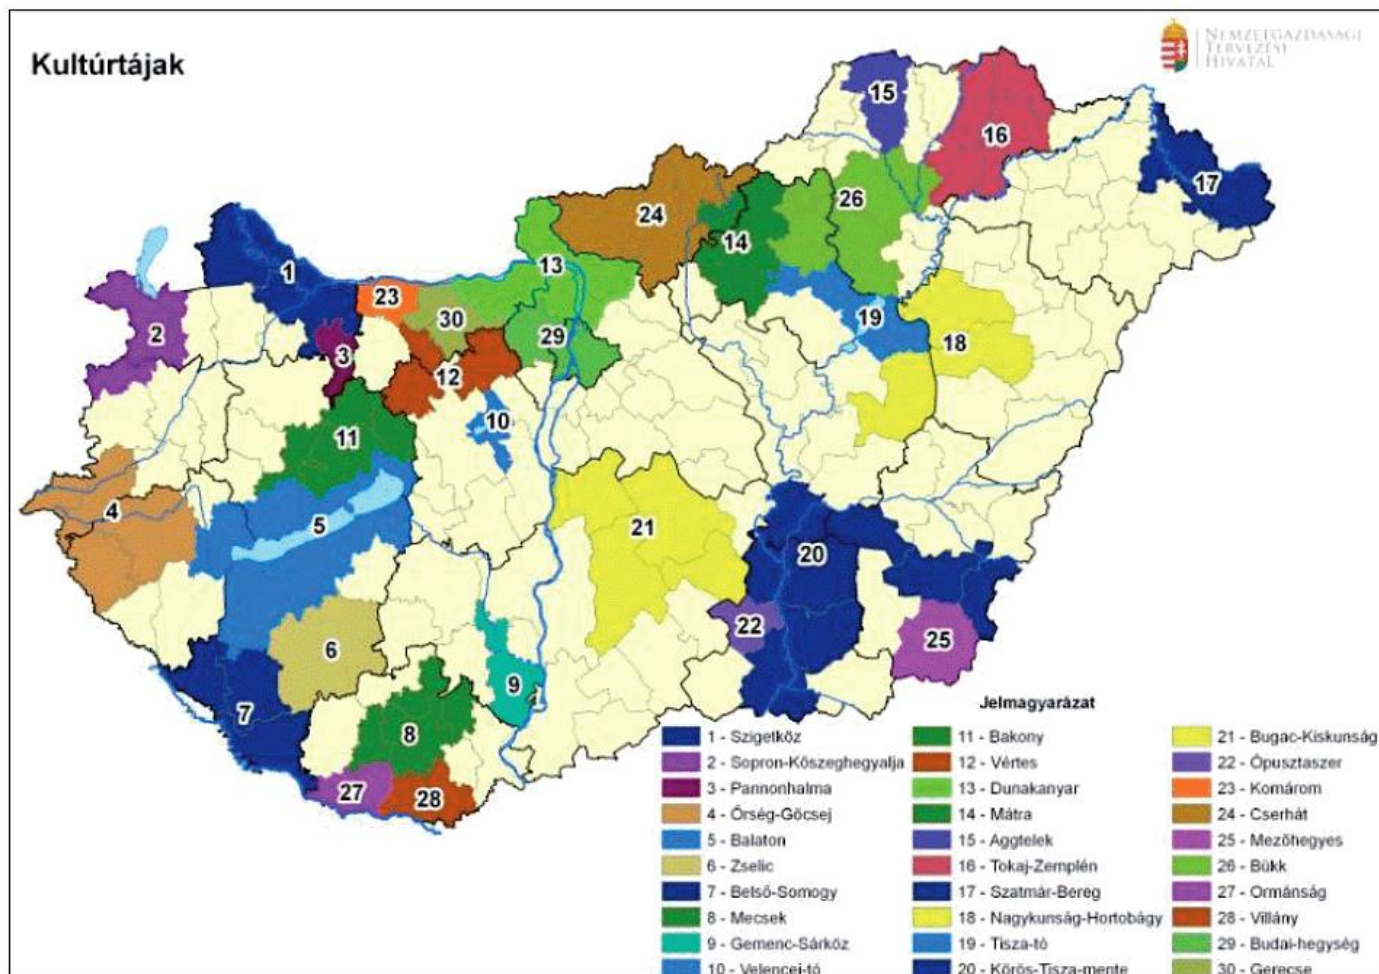 Kultúrtájak
NEMZETGAZDASÁGI
TERVEZÉSI
HIVATAL
15
16
17
24
26
14
1
13
23
30
2
3
29
19
18
12
10
11
4
5
21
20
22
6
25
9
7
8
27
28
Jelmagyarázat
1 - Szigetköz
2 - Sopron-Kőszeghegyalja
3 - Pannonhalma
4 - Őrség-Göcsej
5 - Balaton
6 - Zselic
7 - Belső-Somogy
8 - Mecsek
9 - Gemenc-Sárköz
10 - Velencei-tó
11 - Bakony
12 - Vértes
13 - Dunakanyar
14 - Mátra
15 - Aggtelek
16 - Tokaj-Zemplén
17 - Szatmár-Bereg
18 - Nagykunság-Hortobágy
19 - Tisza-tó
20 - Körös-Tisza-mente
21 - Bugac-Kiskunság
22 - Ópusztaszer
23 - Komárom
24 - Cserhát
25 - Mezőhegyes
26 - Bükk
27 - Ormánság
28 - Villány
29 - Budai-hegység
30 - Gerecse